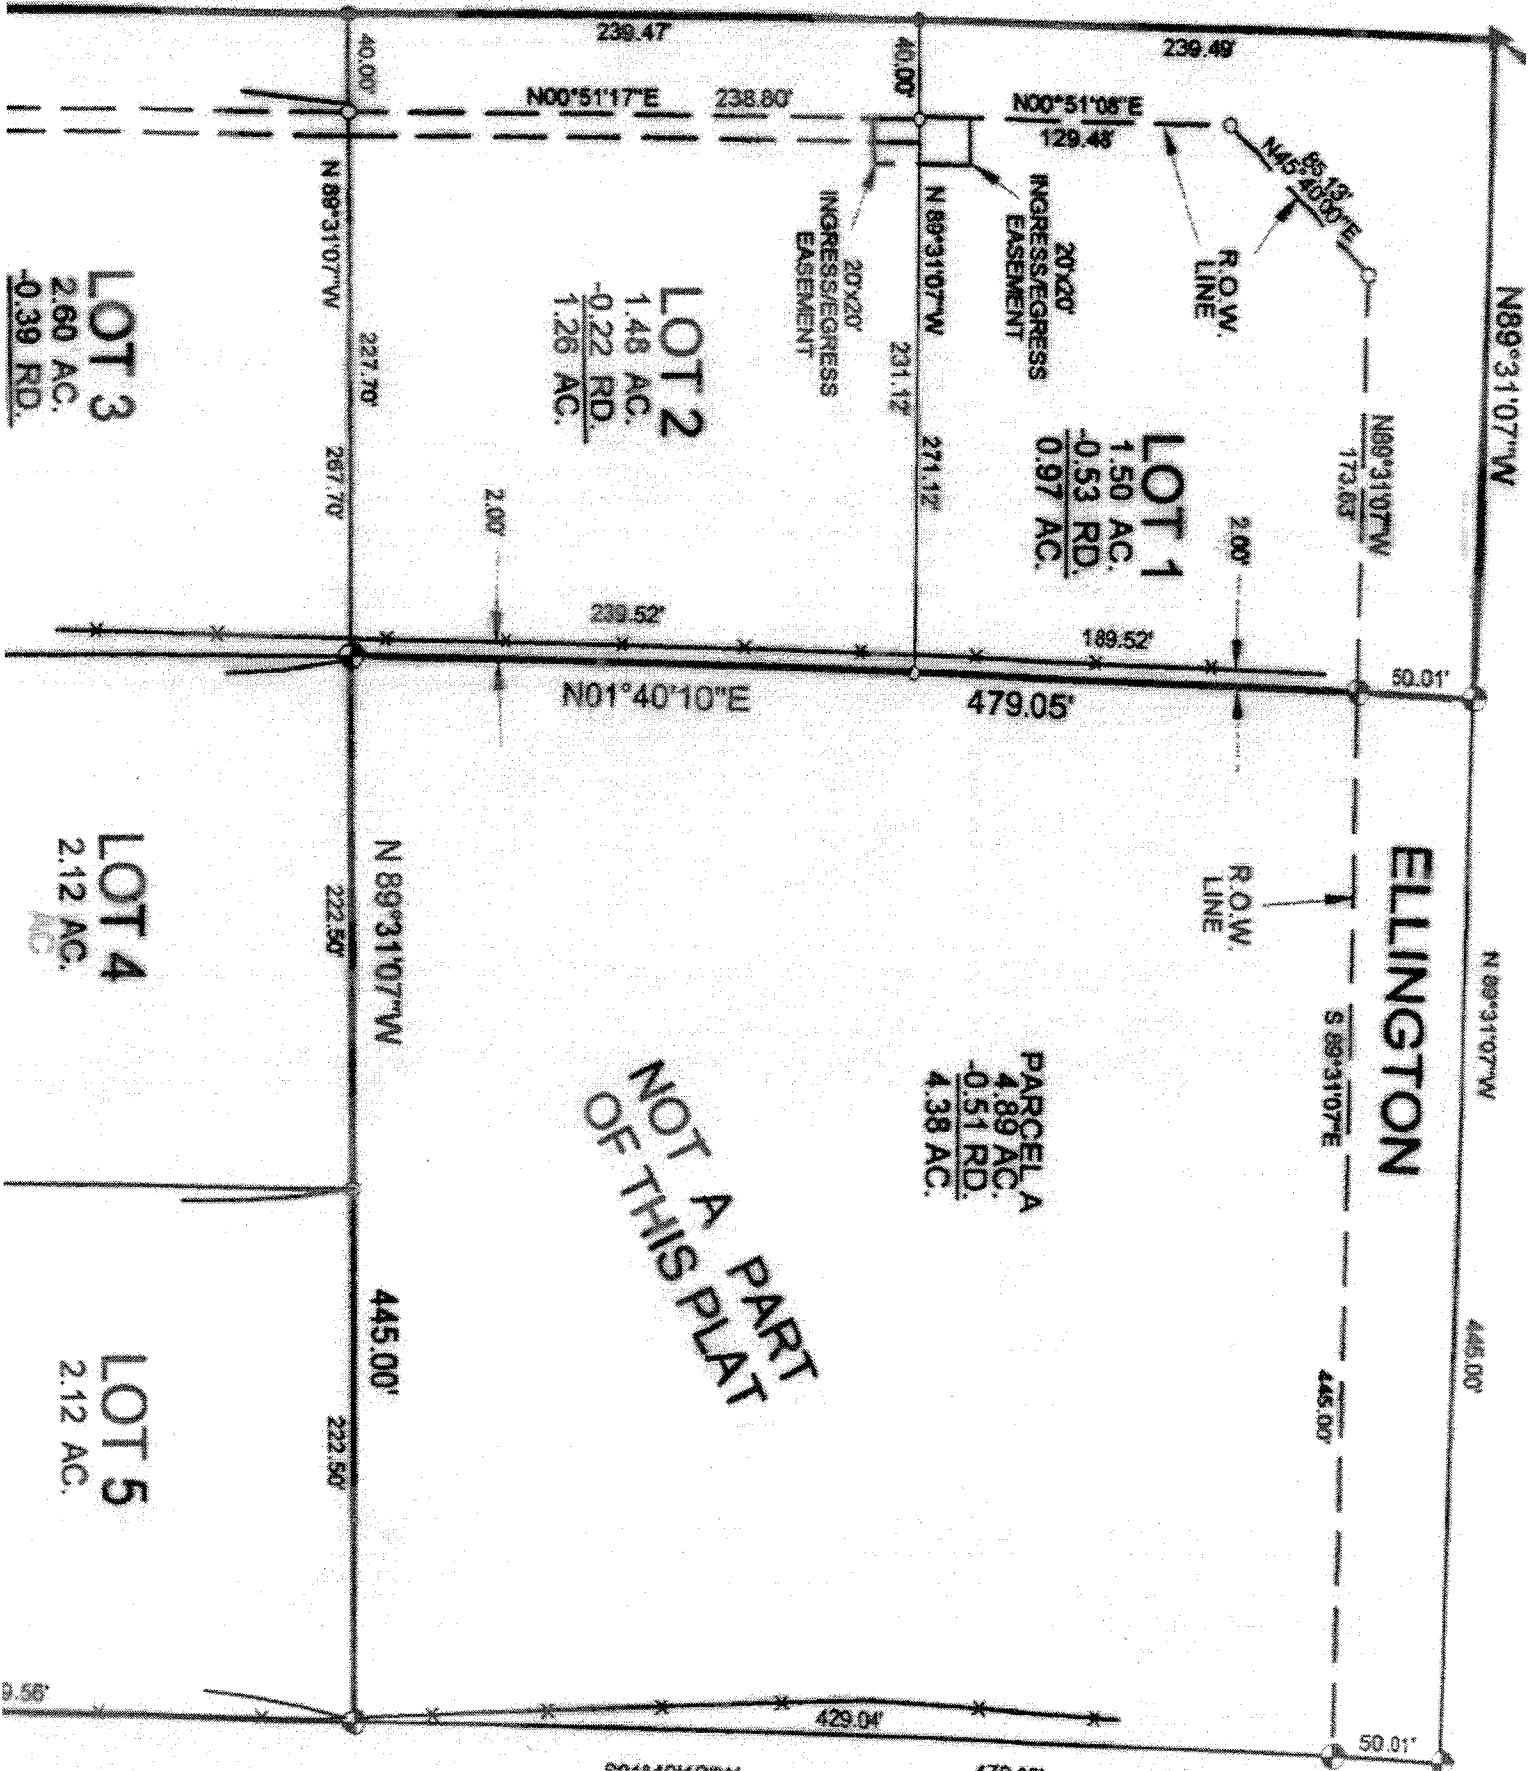 239.47'
239.49'
40.00'
40.00'
N00°51'17"E 238.80'
N00°51'08"E
129.48'
65.13'
N45°40'00"E
N89°31'07"W
R.O.W.
LINE
20'x20'
INGRESS/EGRESS
EASEMENT
20'x20'
INGRESS/EGRESS
EASEMENT
N 89°31'07"W
231.12'
271.12'
N 89°31'07"W
227.70'
267.70'
N89°31'07"W
173.63'
LOT 1
1.50 AC.
-0.53 RD.
0.97 AC.
LOT 2
1.48 AC.
-0.22 RD.
1.26 AC.
LOT 3
2.60 AC.
-0.39 RD.
2.00'
2.00'
239.52'
189.52'
50.01'
N01°40'10"E 479.05'
ELLINGTON
N 89°31'07"W 445.00'
R.O.W.
LINE
S 89°31'07"E 445.00'
PARCEL A
4.89 AC.
-0.51 RD.
4.38 AC.
NOT A PART
OF THIS PLAT
N 89°31'07"W 445.00'
222.50'
222.50'
LOT 4
2.12 AC.
AC
LOT 5
2.12 AC.
9.56'
429.04'
50.01'